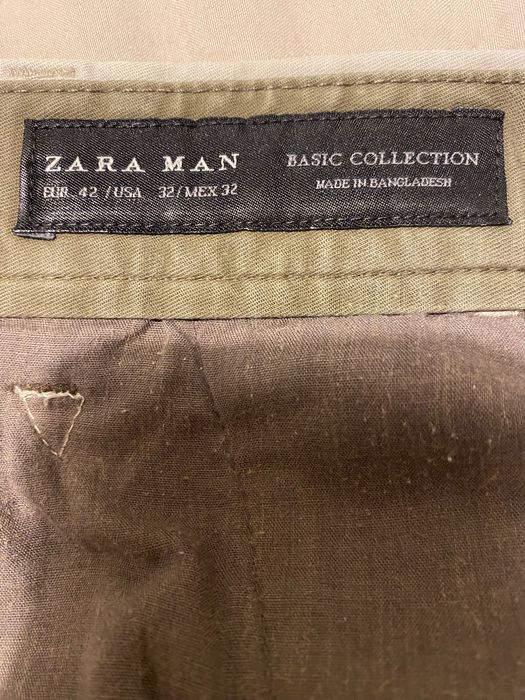 ZARA MAN
EUR. 42 / USA 32 / MEX 32
BASIC COLLECTION
MADE IN BANGLADESH